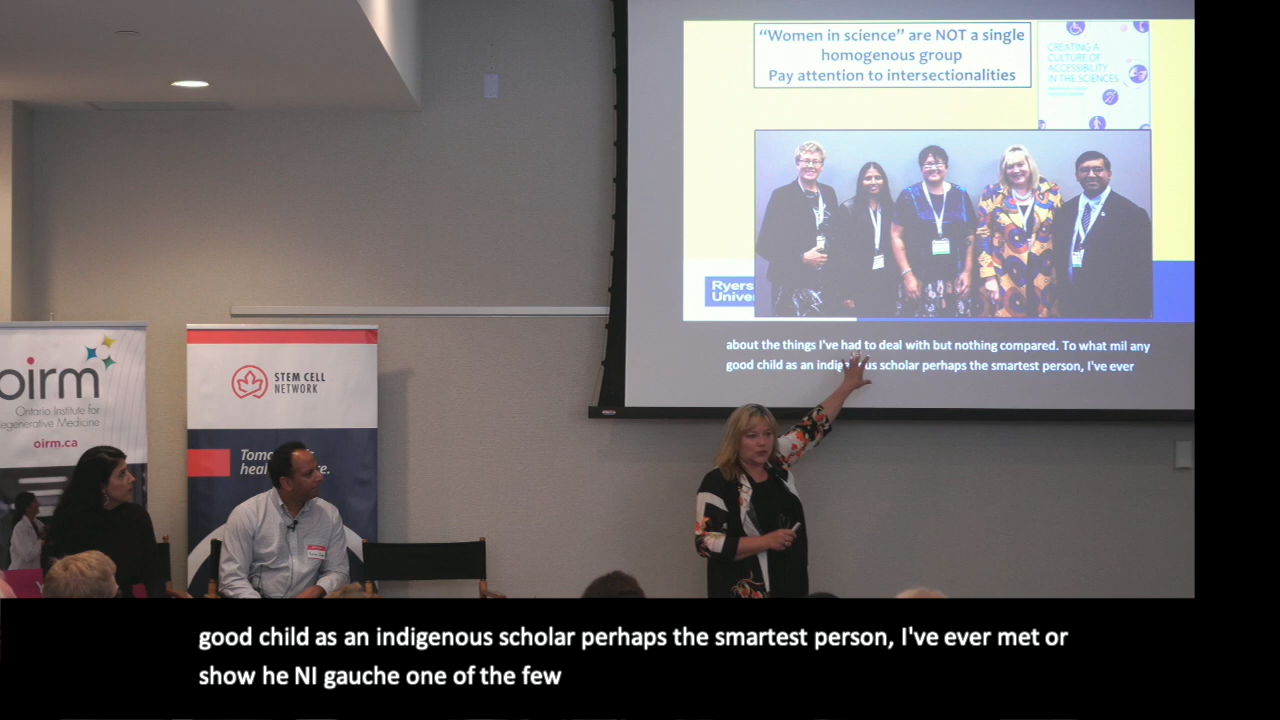 “Women in science” are NOT a single
homogenous group
Pay attention to intersectionalities
CREATING A
CULTURE OF
ACCESSIBILITY
IN THE SCIENCES
Ryers
Univer
about the things I've had to deal with but nothing compared. To what mil any
good child as an indigenous scholar perhaps the smartest person, I've ever
oirm
Ontario Institute for
egenerative Medicine
oirm.ca
STEM CELL
NETWORK
good child as an indigenous scholar perhaps the smartest person, I've ever met or
show he NI gauche one of the few